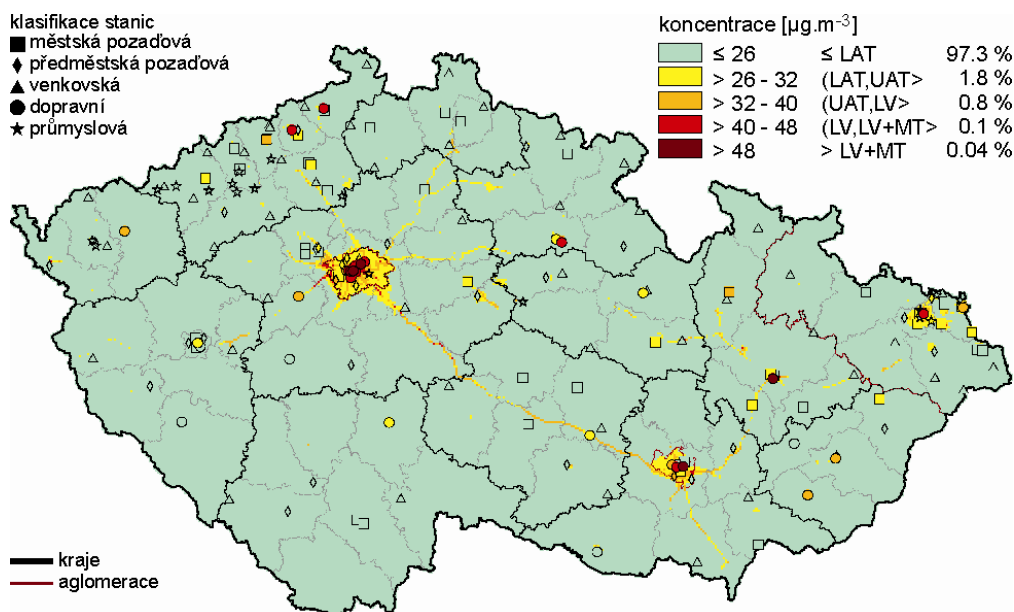 klasifikace stanic
městská pozaďová
předměstská pozaďová
venkovská
dopravní
průmyslová
koncentrace [µg.m-3]
≤ 26 ≤ LAT 97.3 %
> 26 - 32 (LAT,UAT> 1.8 %
> 32 - 40 (UAT,LV> 0.8 %
> 40 - 48 (LV,LV+MT> 0.1 %
> 48 > LV+MT 0.04 %
kraje
aglomerace